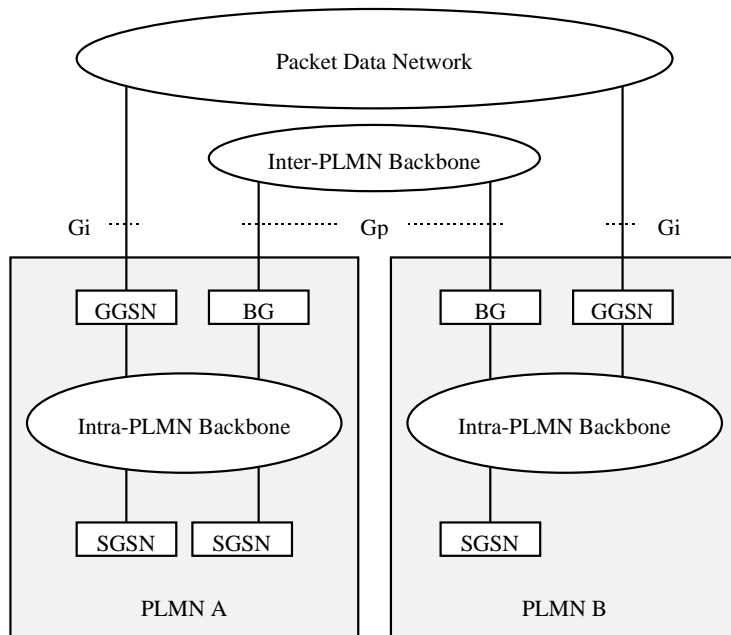 Packet Data Network
Inter-PLMN Backbone
Gi
Gp
Gi
GGSN
BG
BG
GGSN
Intra-PLMN Backbone
Intra-PLMN Backbone
SGSN
SGSN
SGSN
PLMN A
PLMN B